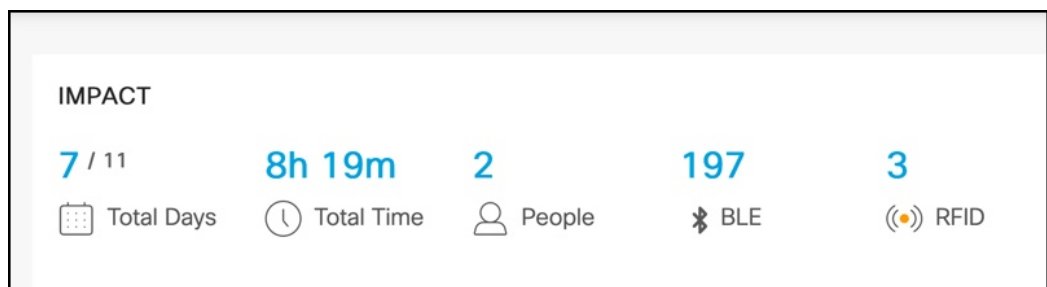 IMPACT
7 / 11 8h 19m 2 197 3
Total Days Total Time People BLE RFID